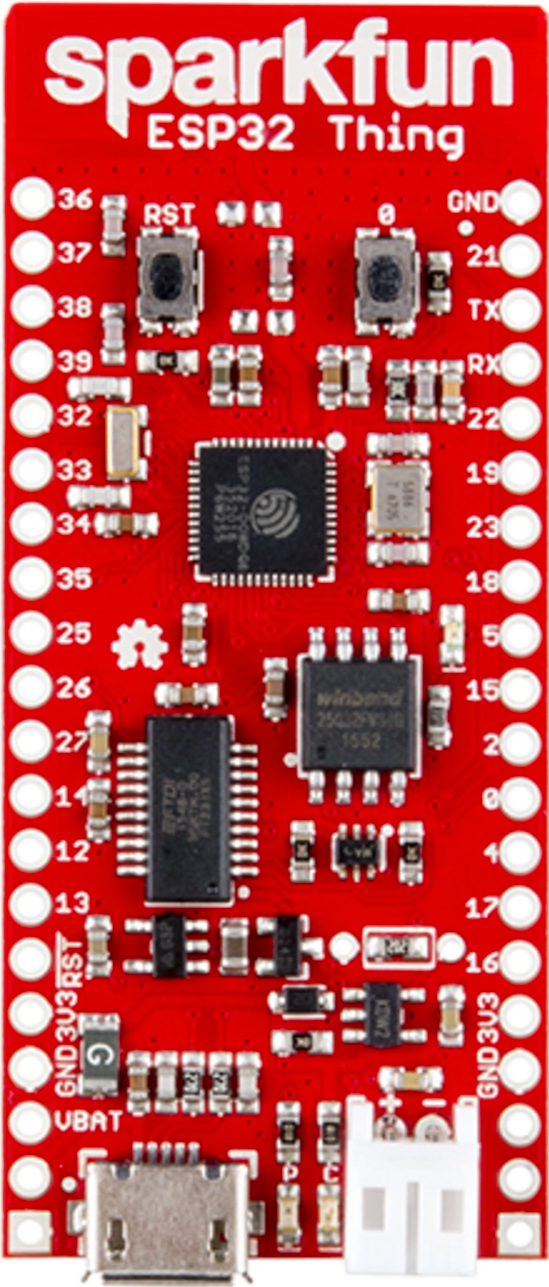 sparkfun
ESP32 Thing
36
GND
RST
0
37
21
38
TX
39
RX
32
22
33
19
34
23
35
18
25
5
26
15
winbond
25Q32FVSIG
1552
27
2
14
0
12
4
13
17
RST
16
3V3
3V3
GND
GND
G
VBAT
+ -
P
C